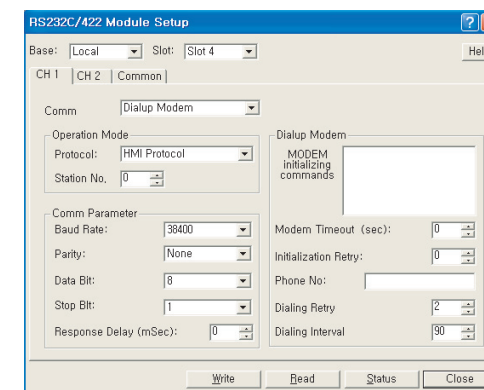 RS232C/422 Module Setup
Base: Local Slot: Slot 4
Hel
CH 1 CH 2 Common
Comm Dialup Modem
Operation Mode
Protocol: HMI Protocol
Station No, 0
Comm Parameter
Baud Rate: 38400
Parity: None
Data Bit: 8
Stop BIt: 1
Response Delay (mSec): 0
Dialup Modem
MODEM
initializing
commands
Modem Timeout (sec): 0
Initialization Retry: 0
Phone No:
Dialing Retry 2
Dialing Interval 90
Write Read Status Close